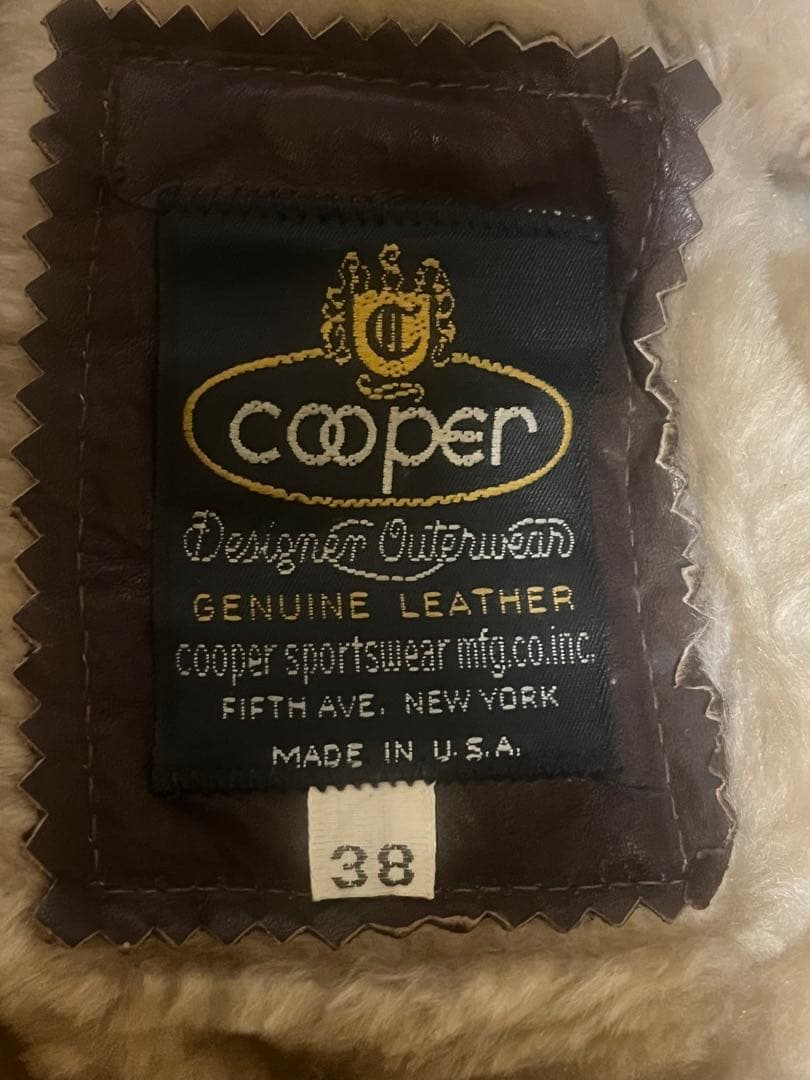 C
cooper
Designer Outerwear
GENUINE LEATHER
cooper sportswear mfg.co.inc.
FIFTH AVE. NEW YORK
MADE IN U.S.A.
38